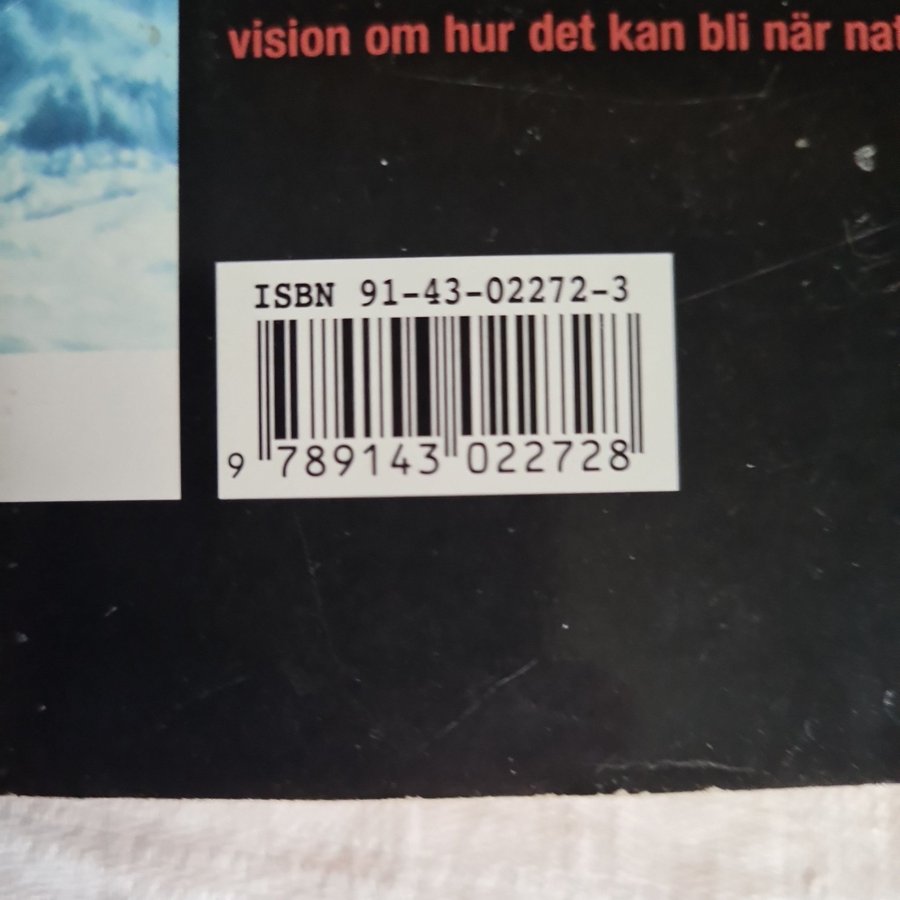 vision om hur det kan bli när nat
ISBN 91-43-02272-3
9 789143 022728